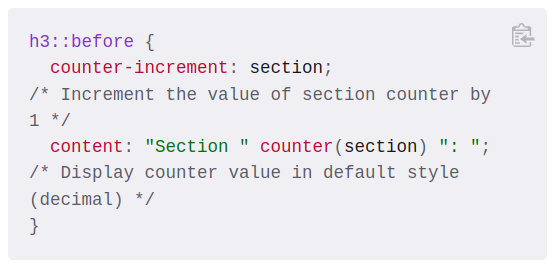 h3::before {
  counter-increment: section;
/* Increment the value of section counter by
1 */
  content: "Section " counter(section) ": ";
/* Display counter value in default style
(decimal) */
}